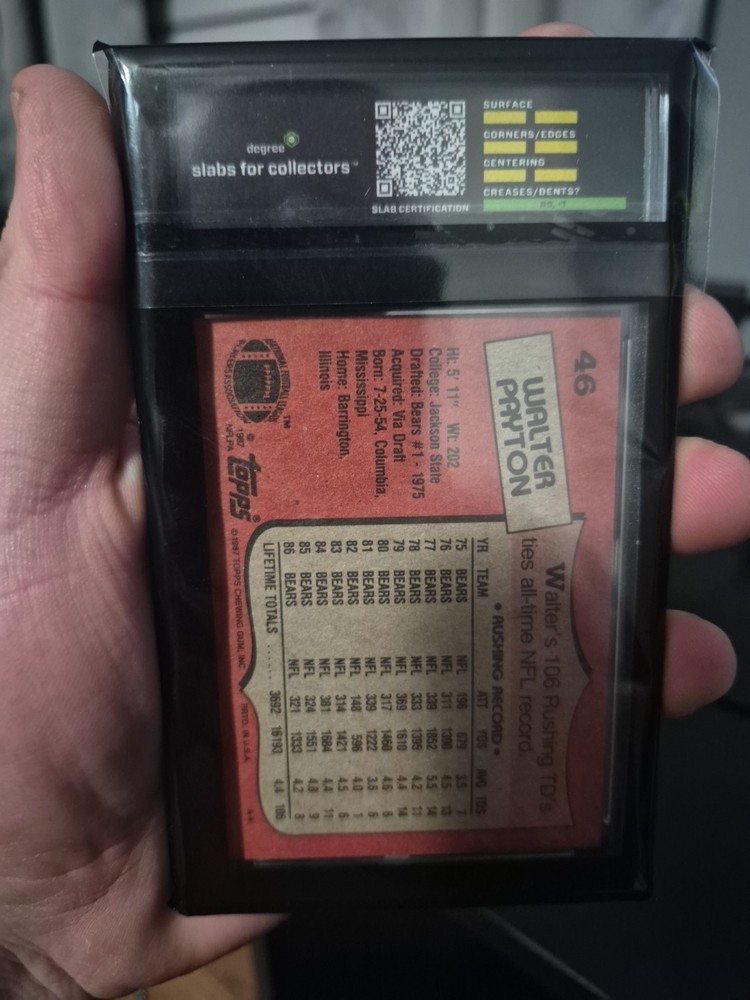 degree
slabs for collectors™
SLAB CERTIFICATION
SURFACE
CORNERS/EDGES
CENTERING
CREASES/DENTS?
46
WALTER
PAYTON
Ht: 5' 11" Wt: 202
College: Jackson State
Drafted: Bears #1 - 1975
Acquired: Via Draft
Born: 7-25-54, Columbia,
Mississippi
Home: Barrington,
Illinois
™
© 1987
NFLPA
topps®
Walter's 106 Rushing TD's
ties all-time NFL record.
• RUSHING RECORD •
YR TEAM ATT YDS AVG TDS
75 BEARS NFL 196 679 3.5 7
76 BEARS NFL 311 1390 4.5 13
77 BEARS NFL 339 1852 5.5 14
78 BEARS NFL 333 1395 4.2 11
79 BEARS NFL 369 1610 4.4 14
80 BEARS NFL 317 1460 4.6 6
81 BEARS NFL 339 1222 3.6 6
82 BEARS NFL 148 596 4.0 1
83 BEARS NFL 314 1421 4.5 6
84 BEARS NFL 381 1684 4.4 11
85 BEARS NFL 324 1551 4.8 9
86 BEARS NFL 321 1333 4.2 8
LIFETIME TOTALS ...... 3692 16193 4.4 106
© 1987 TOPPS CHEWING GUM, INC. PRTD. IN U.S.A.